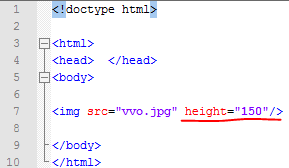 1 <!doctype html>
2
3 <html>
4 <head>  </head>
5 <body>
6
7 <img src="vvo.jpg" height="150"/>
8
9 </body>
10 </html>